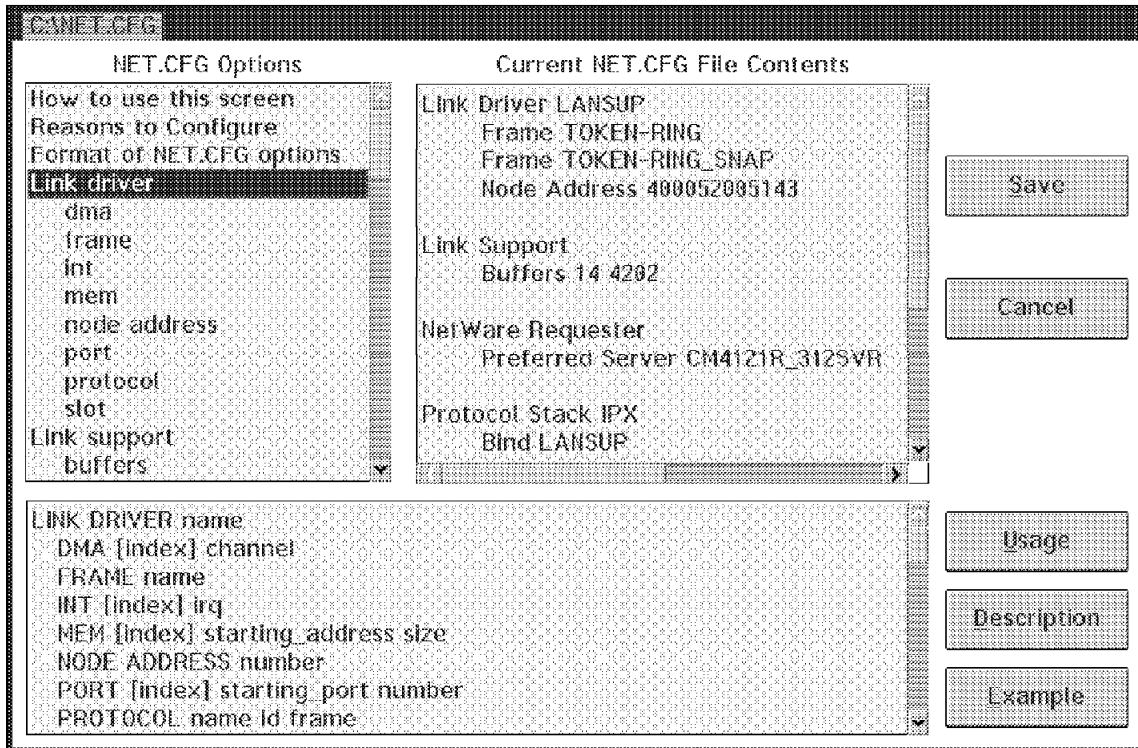 C:\NET.CFG
NET.CFG Options
How to use this screen
Reasons to Configure
Format of NET.CFG options
Link driver
dma
frame
int
mem
node address
port
protocol
slot
Link support
buffers
Current NET.CFG File Contents
Link Driver LANSUP
Frame TOKEN-RING
Frame TOKEN-RING_SNAP
Node Address 400052005143
Link Support
Buffers 14 4202
NetWare Requester
Preferred Server CM4121R_312SVR
Protocol Stack IPX
Bind LANSUP
Save
Cancel
LINK DRIVER name
DMA [index] channel
FRAME name
INT [index] irq
MEM [index] starting_address size
NODE ADDRESS number
PORT [index] starting_port number
PROTOCOL name id frame
Usage
Description
Example